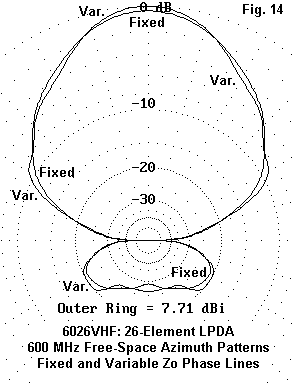 Var.
0 dB
Fig. 14
Fixed
Var.
-10
-20
Fixed
Var.
-30
Fixed
Var.
Outer Ring = 7.71 dBi
6026VHF: 26-Element LPDA
600 MHz Free-Space Azimuth Patterns
Fixed and Variable Zo Phase Lines